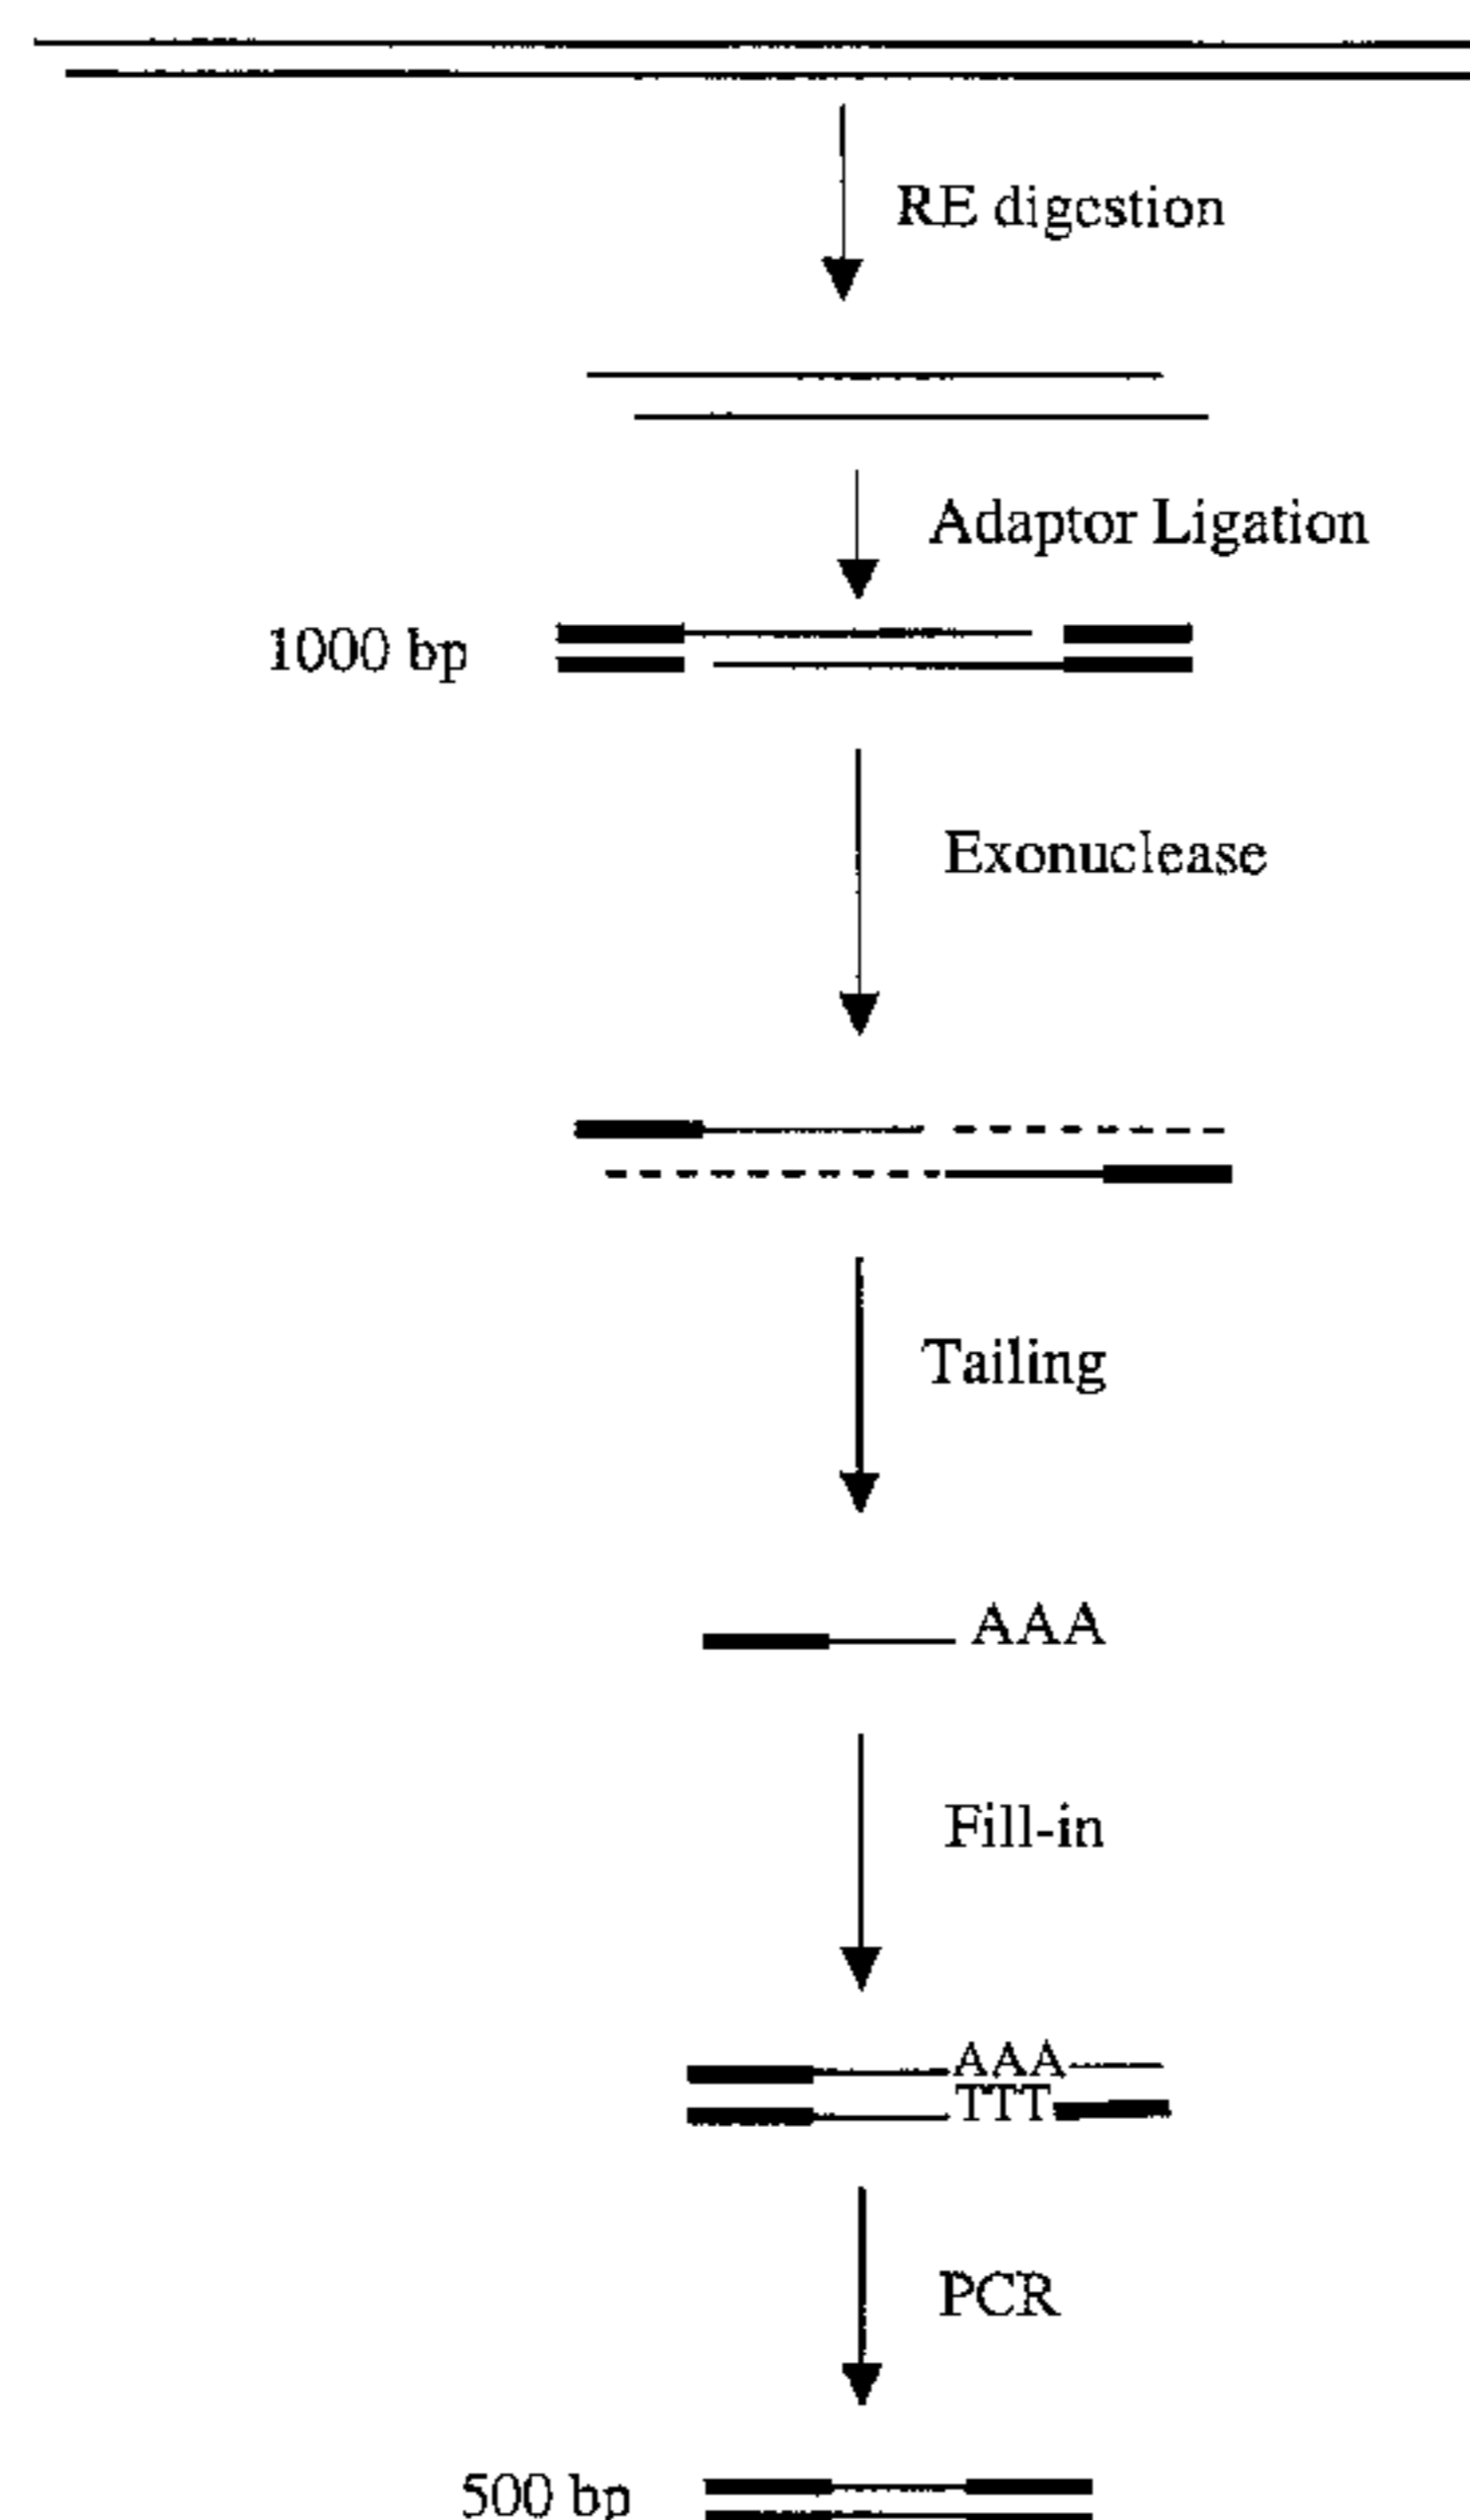 RE digestion
Adaptor Ligation
1000 bp
Exonuclease
Tailing
AAA
Fill-in
AAA
TTT
PCR
500 bp